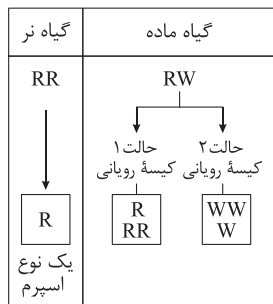 گیاه ماده
گیاه نر
RW
RR
حالت ۱
کیسهٔ رویانی
حالت ۲
کیسهٔ رویانی
R
RR
WW
W
R
یک نوع
اسپرم